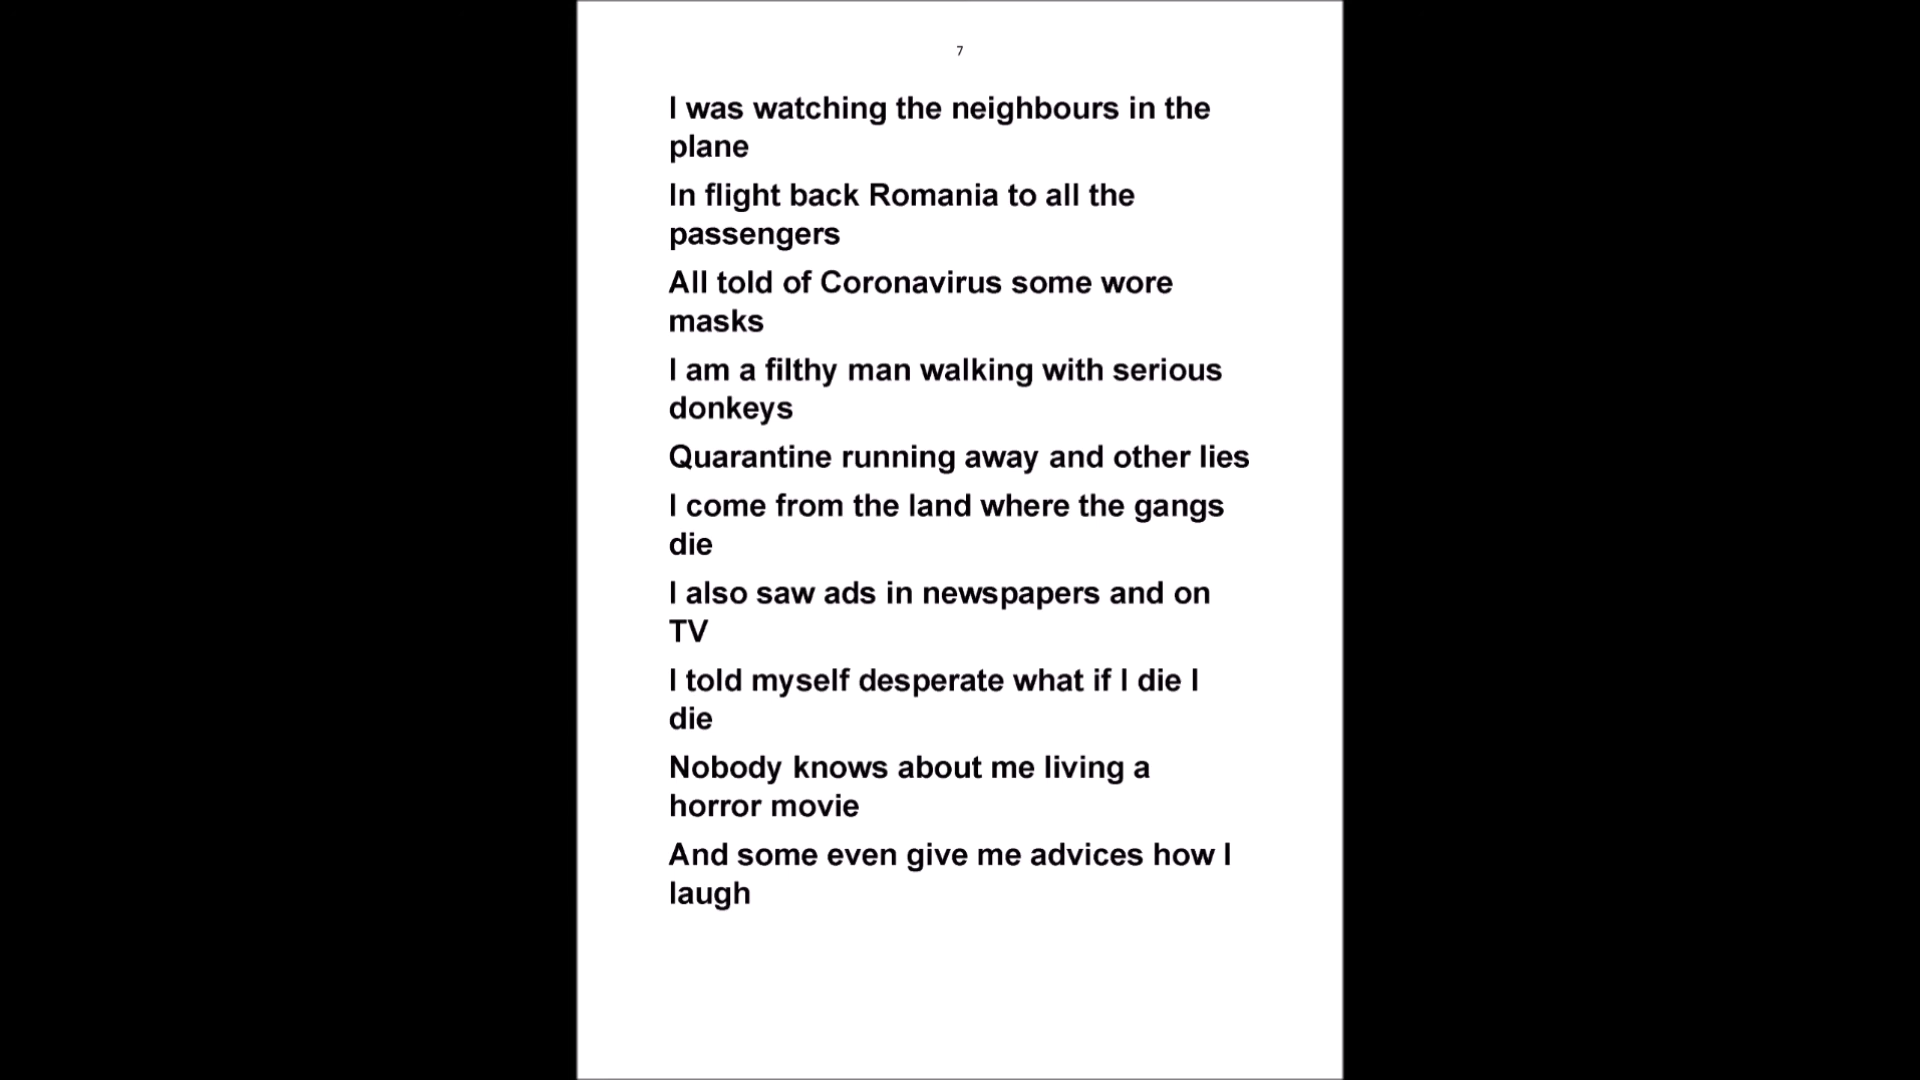 7
I was watching the neighbours in the
plane
In flight back Romania to all the
passengers
All told of Coronavirus some wore
masks
I am a filthy man walking with serious
donkeys
Quarantine running away and other lies
I come from the land where the gangs
die
I also saw ads in newspapers and on
TV
I told myself desperate what if I die I
die
Nobody knows about me living a
horror movie
And some even give me advices how I
laugh